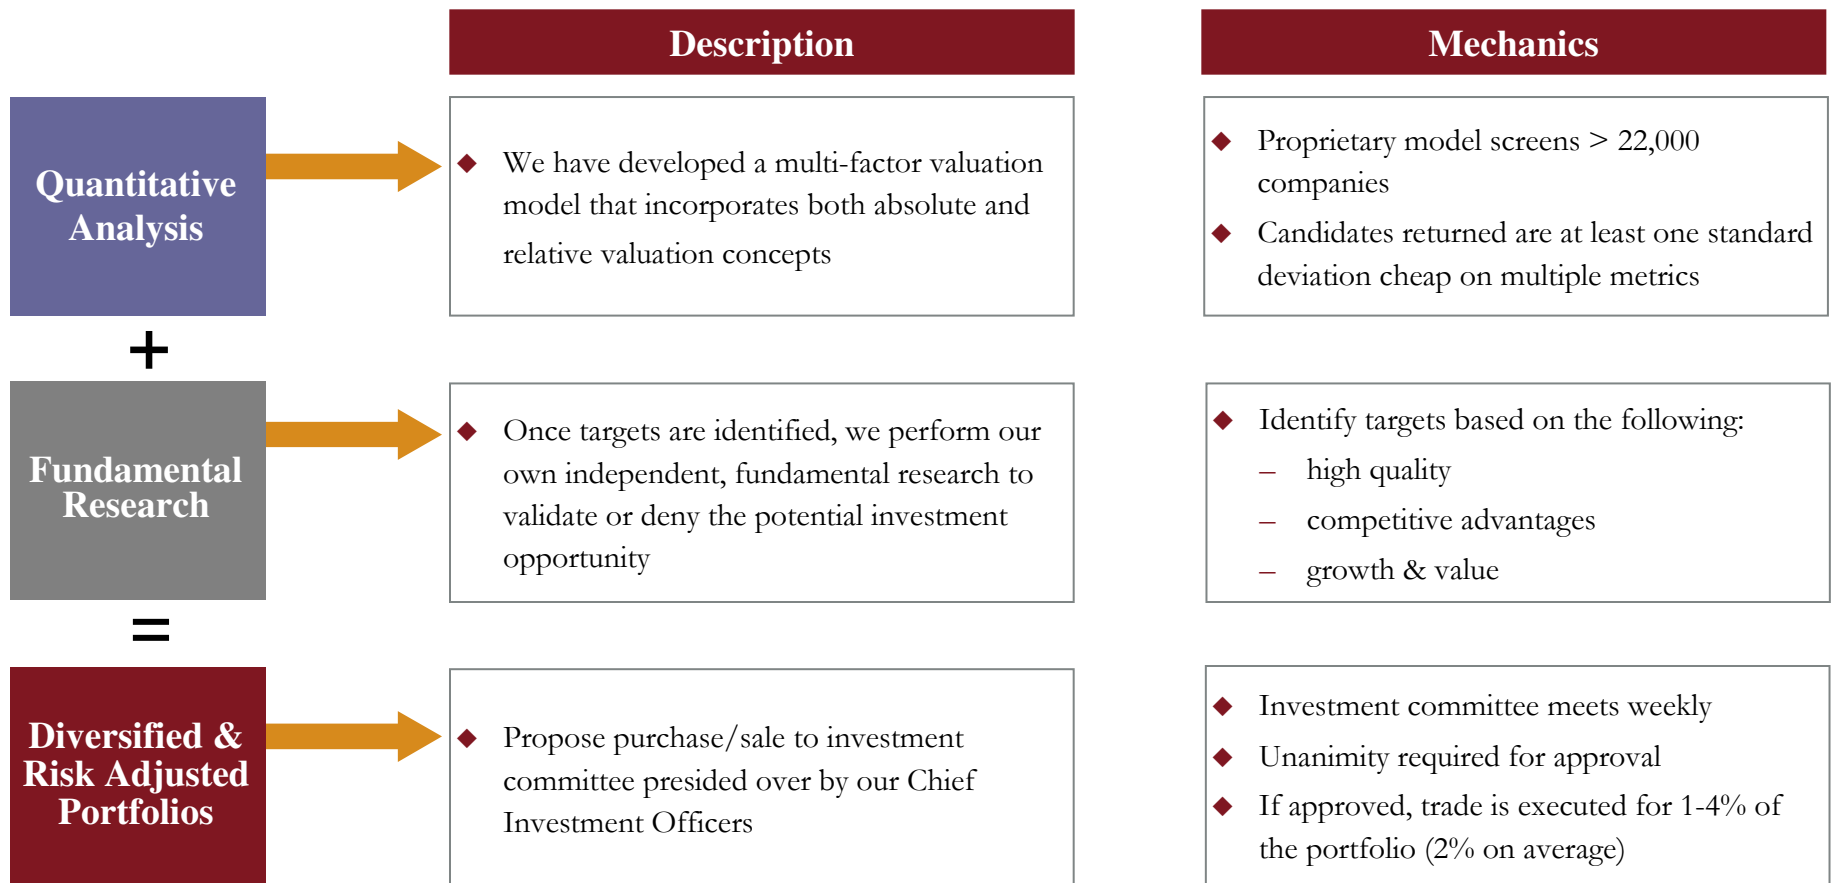 Description
Mechanics
Quantitative
Analysis
◆ We have developed a multi-factor valuation
model that incorporates both absolute and
relative valuation concepts
◆ Proprietary model screens > 22,000
companies
◆ Candidates returned are at least one standard
deviation cheap on multiple metrics
+
Fundamental
Research
◆ Once targets are identified, we perform our
own independent, fundamental research to
validate or deny the potential investment
opportunity
◆ Identify targets based on the following:
– high quality
– competitive advantages
– growth & value
=
Diversified &
Risk Adjusted
Portfolios
◆ Propose purchase/sale to investment
committee presided over by our Chief
Investment Officers
◆ Investment committee meets weekly
◆ Unanimity required for approval
◆ If approved, trade is executed for 1-4% of
the portfolio (2% on average)